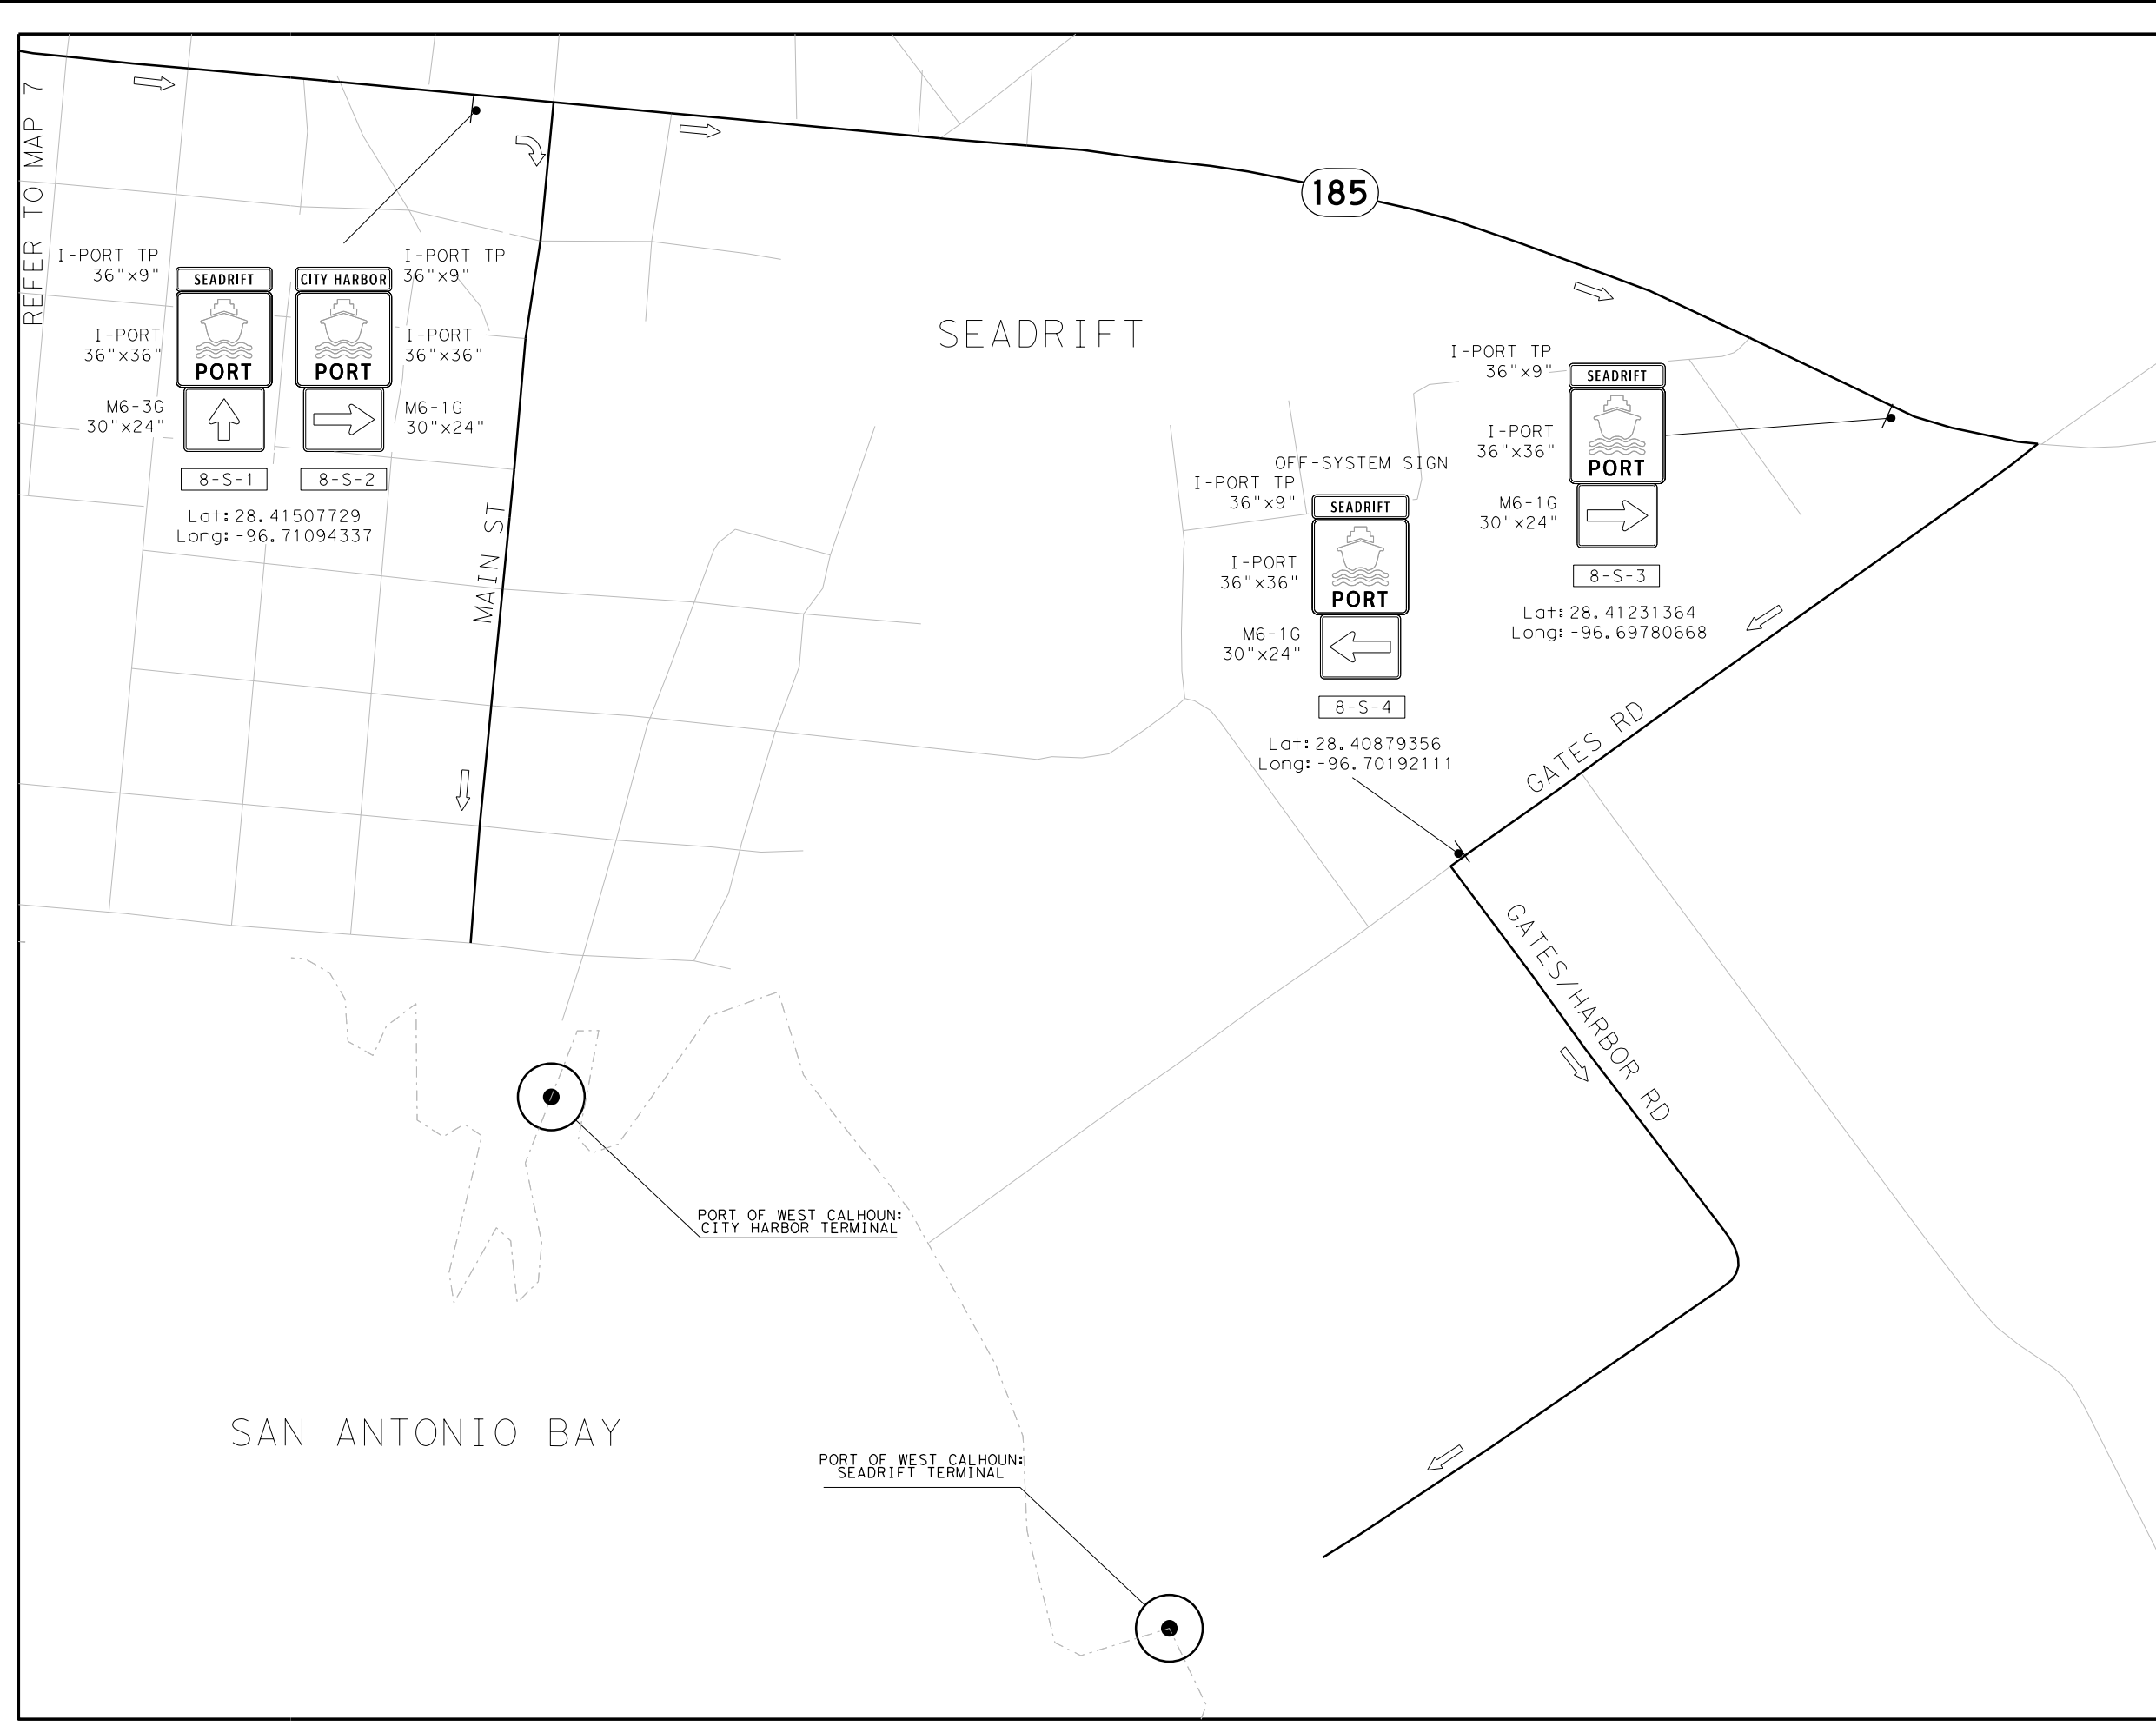 REFER TO MAP 7
185
I-PORT TP
36"x9"
SEADRIFT
I-PORT
36"x36"
PORT
M6-3G
30"x24"
8-S-1
CITY HARBOR
I-PORT TP
36"x9"
PORT
I-PORT
36"x36"
M6-1G
30"x24"
8-S-2
Lat:28.41507729
Long:-96.71094337
MAIN ST
SEADRIFT
I-PORT TP
36"x9"
SEADRIFT
I-PORT
36"x36"
PORT
M6-1G
30"x24"
8-S-3
Lat:28.41231364
Long:-96.69780668
OFF-SYSTEM SIGN
I-PORT TP
36"x9"
SEADRIFT
I-PORT
36"x36"
PORT
M6-1G
30"x24"
8-S-4
Lat:28.40879356
Long:-96.70192111
GATES RD
GATES/HARBOR RD
PORT OF WEST CALHOUN:
CITY HARBOR TERMINAL
SAN ANTONIO BAY
PORT OF WEST CALHOUN:
SEADRIFT TERMINAL